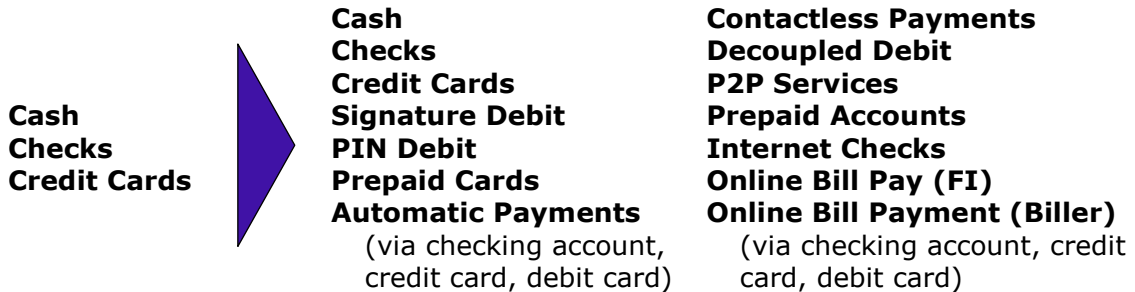 Cash
Checks
Credit Cards
Cash
Checks
Credit Cards
Signature Debit
PIN Debit
Prepaid Cards
Automatic Payments
(via checking account,
credit card, debit card)
Contactless Payments
Decoupled Debit
P2P Services
Prepaid Accounts
Internet Checks
Online Bill Pay (FI)
Online Bill Payment (Biller)
(via checking account, credit
card, debit card)